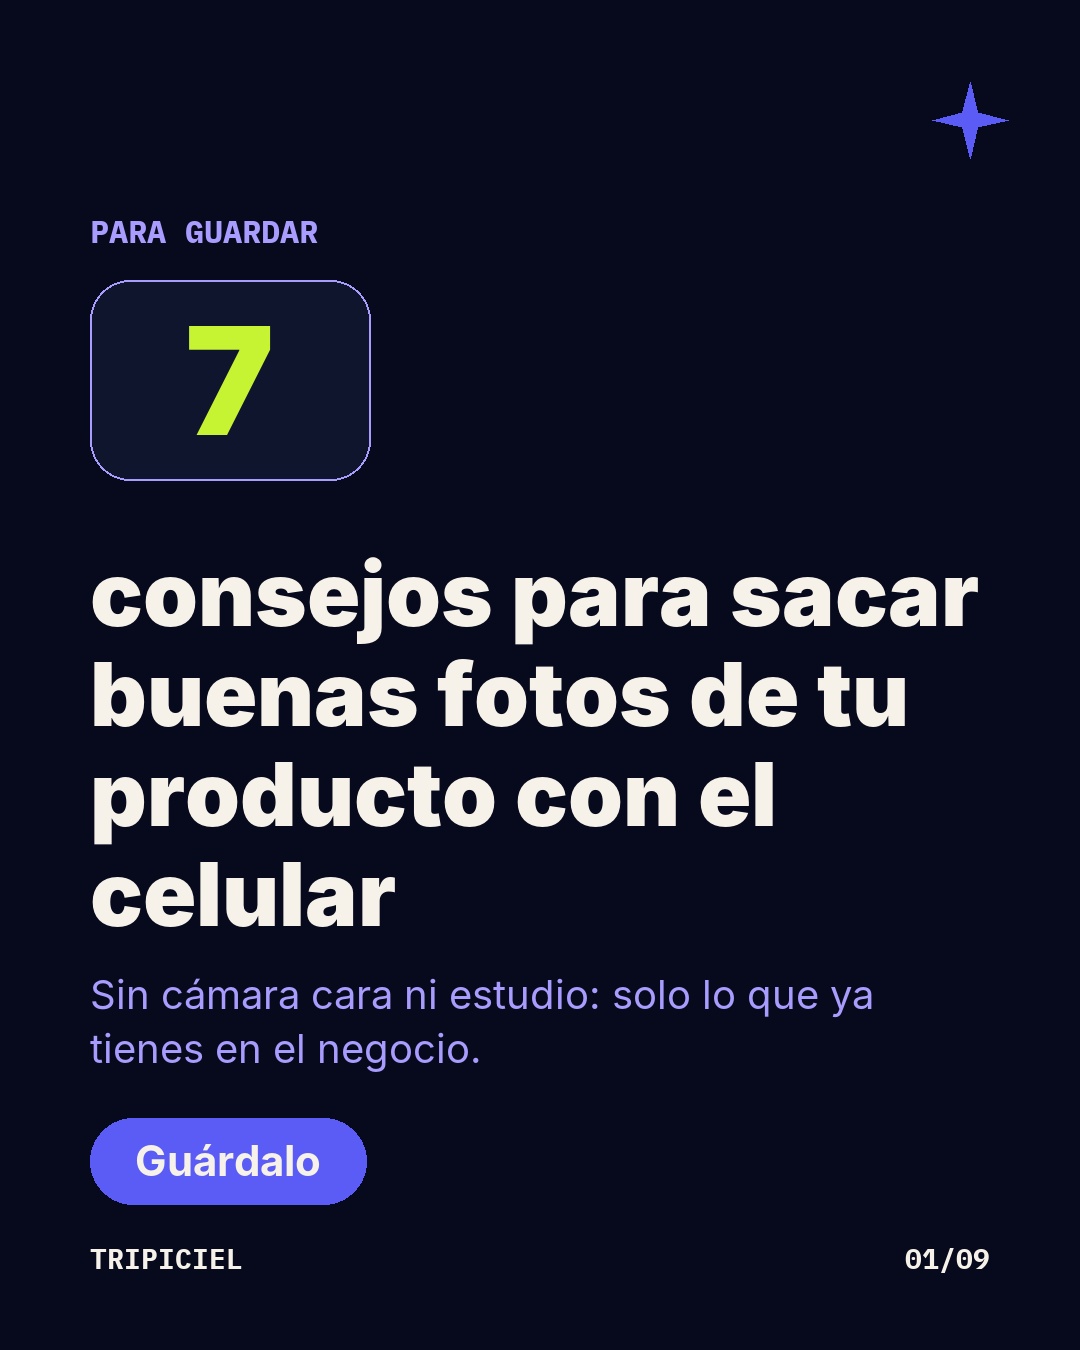 PARA GUARDAR
7
consejos para sacar
buenas fotos de tu
producto con el
celular
Sin cámara cara ni estudio: solo lo que ya
tienes en el negocio.
Guárdalo
TRIPICIEL
01/09